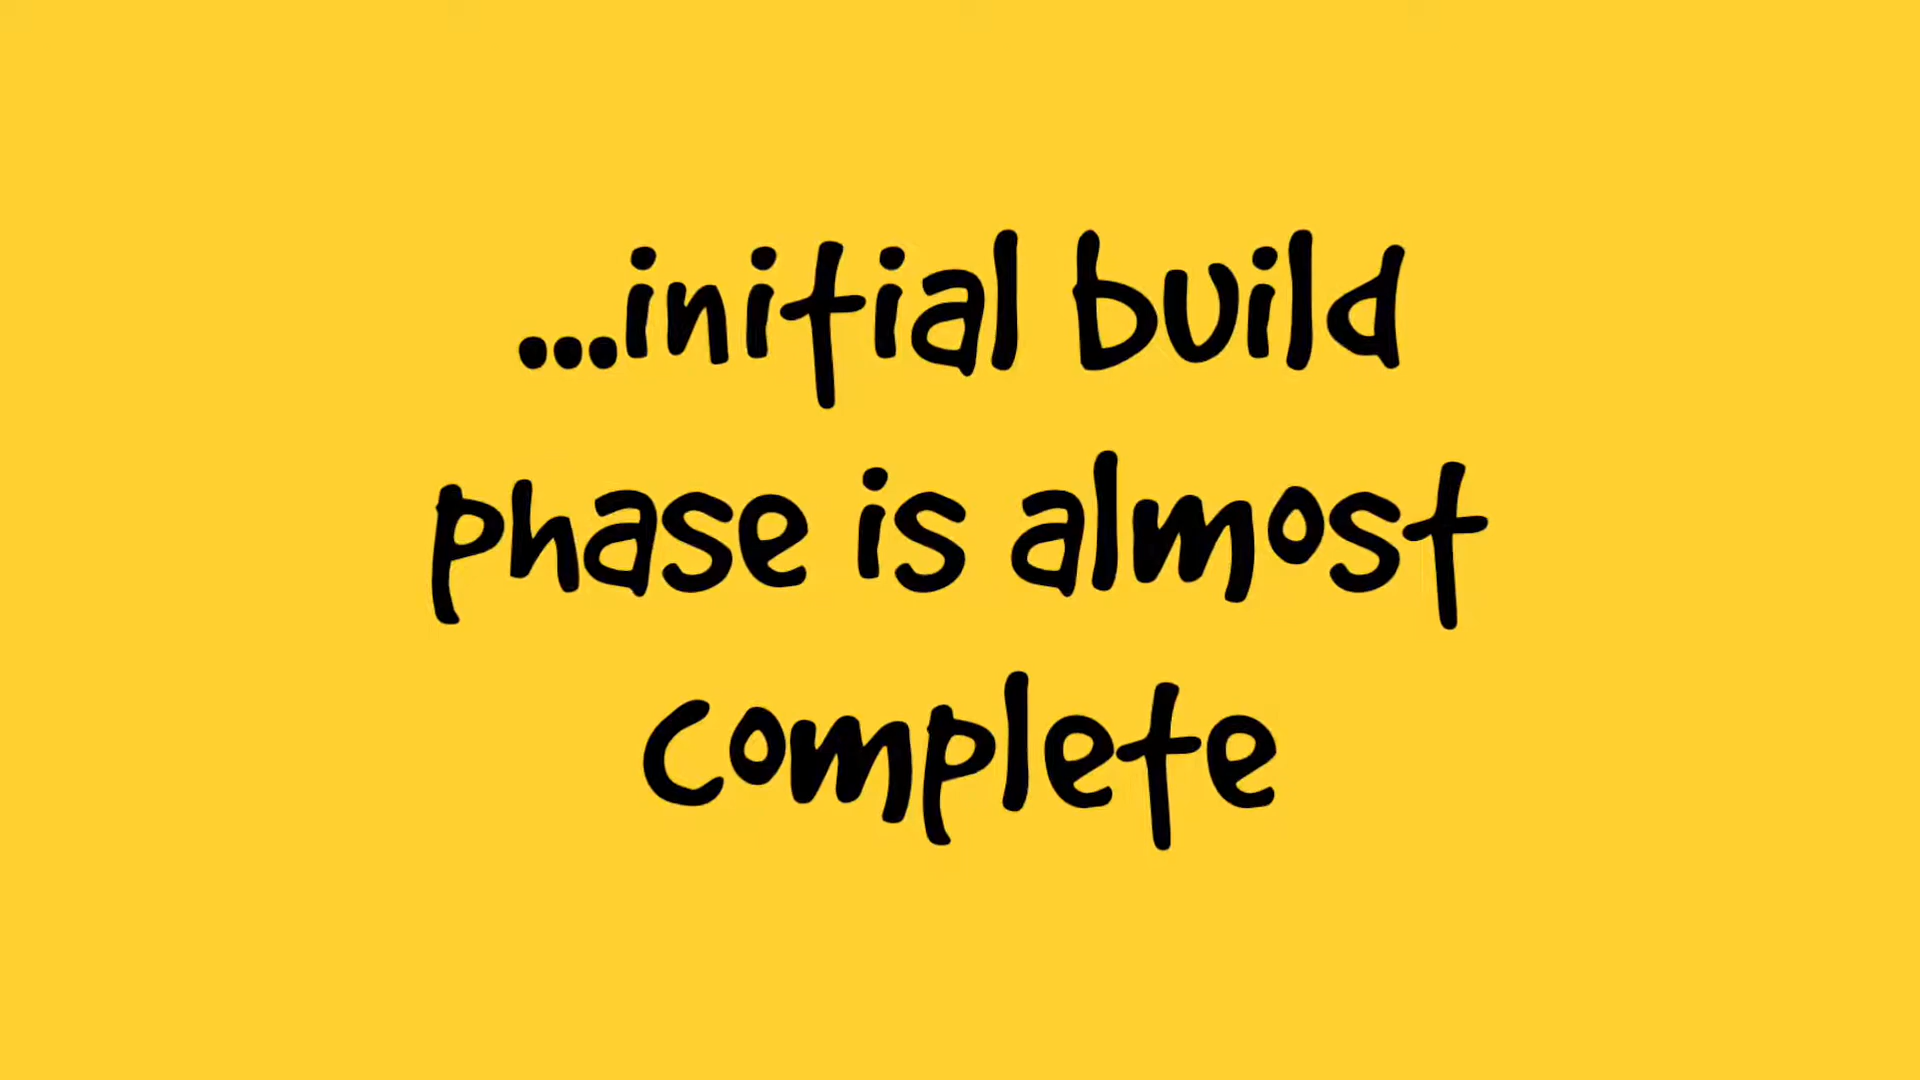 ...initial build
phase is almost
complete